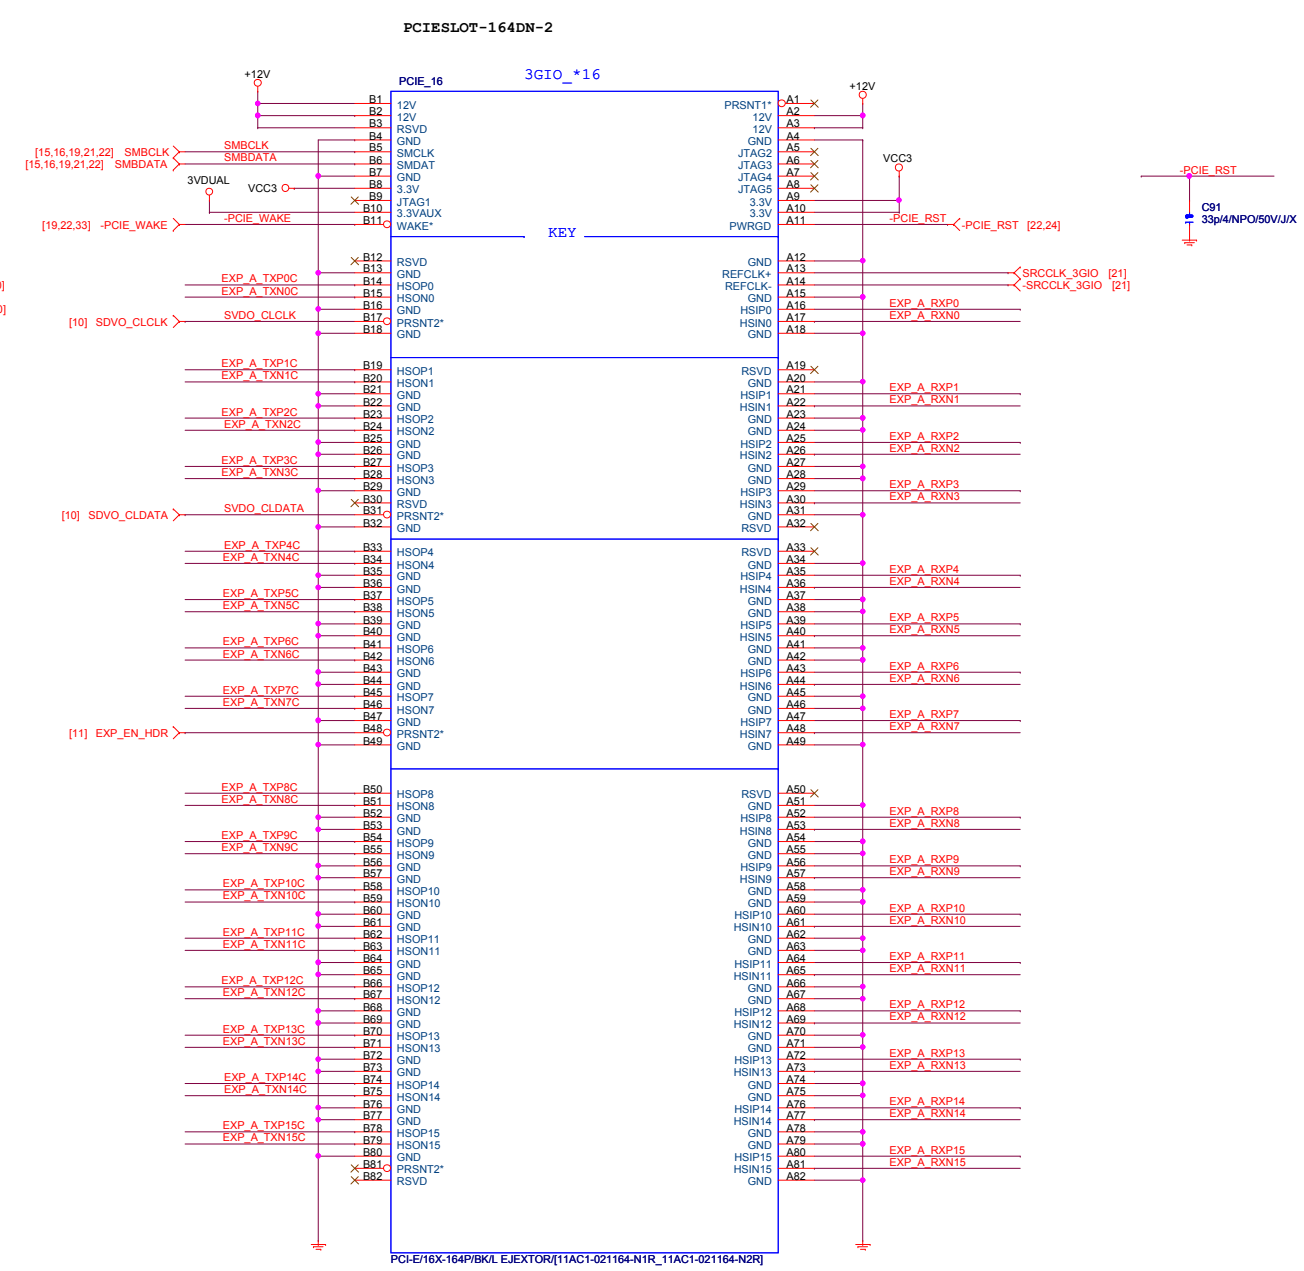 PCIESLOT-164DN-2
3GIO_*16
PCIE_16
+12V
+12V
B1 12V PRSNT1* A1
B2 12V 12V A2
B3 RSVD 12V A3
B4 GND GND A4
[15,16,19,21,22] SMBCLK SMBCLK B5 SMCLK JTAG2 A5
[15,16,19,21,22] SMBDATA SMBDATA B6 SMDAT JTAG3 A6
B7 GND JTAG4 A7
3VDUAL VCC3 B8 3.3V JTAG5 A8 VCC3
B9 JTAG1 3.3V A9
B10 3.3VAUX 3.3V A10
[19,22,33] -PCIE_WAKE -PCIE_WAKE B11 WAKE* PWRGD A11 -PCIE_RST -PCIE_RST [22,24]
-PCIE_RST
C91
33p/4/NPO/50V/J/X
KEY
B12 RSVD GND A12
B13 GND REFCLK+ A13 SRCCLK_3GIO [21]
EXP_A_TXP0C B14 HSOP0 REFCLK- A14 -SRCCLK_3GIO [21]
EXP_A_TXN0C B15 HSON0 GND A15
B16 GND HSIP0 A16 EXP_A_RXP0
[10] SDVO_CLCLK SVDO_CLCLK B17 PRSNT2* HSIN0 A17 EXP_A_RXN0
B18 GND GND A18
EXP_A_TXP1C B19 HSOP1 RSVD A19
EXP_A_TXN1C B20 HSON1 GND A20
B21 GND HSIP1 A21 EXP_A_RXP1
B22 GND HSIN1 A22 EXP_A_RXN1
EXP_A_TXP2C B23 HSOP2 GND A23
EXP_A_TXN2C B24 HSON2 GND A24
B25 GND HSIP2 A25 EXP_A_RXP2
B26 GND HSIN2 A26 EXP_A_RXN2
EXP_A_TXP3C B27 HSOP3 GND A27
EXP_A_TXN3C B28 HSON3 GND A28
B29 GND HSIP3 A29 EXP_A_RXP3
B30 RSVD HSIN3 A30 EXP_A_RXN3
[10] SDVO_CLDATA SVDO_CLDATA B31 PRSNT2* GND A31
B32 GND RSVD A32
EXP_A_TXP4C B33 HSOP4 RSVD A33
EXP_A_TXN4C B34 HSON4 GND A34
B35 GND HSIP4 A35 EXP_A_RXP4
B36 GND HSIN4 A36 EXP_A_RXN4
EXP_A_TXP5C B37 HSOP5 GND A37
EXP_A_TXN5C B38 HSON5 GND A38
B39 GND HSIP5 A39 EXP_A_RXP5
B40 GND HSIN5 A40 EXP_A_RXN5
EXP_A_TXP6C B41 HSOP6 GND A41
EXP_A_TXN6C B42 HSON6 GND A42
B43 GND HSIP6 A43 EXP_A_RXP6
B44 GND HSIN6 A44 EXP_A_RXN6
EXP_A_TXP7C B45 HSOP7 GND A45
EXP_A_TXN7C B46 HSON7 GND A46
B47 GND HSIP7 A47 EXP_A_RXP7
[11] EXP_EN_HDR B48 PRSNT2* HSIN7 A48 EXP_A_RXN7
B49 GND GND A49
EXP_A_TXP8C B50 HSOP8 RSVD A50
EXP_A_TXN8C B51 HSON8 GND A51
B52 GND HSIP8 A52 EXP_A_RXP8
B53 GND HSIN8 A53 EXP_A_RXN8
EXP_A_TXP9C B54 HSOP9 GND A54
EXP_A_TXN9C B55 HSON9 GND A55
B56 GND HSIP9 A56 EXP_A_RXP9
B57 GND HSIN9 A57 EXP_A_RXN9
EXP_A_TXP10C B58 HSOP10 GND A58
EXP_A_TXN10C B59 HSON10 GND A59
B60 GND HSIP10 A60 EXP_A_RXP10
B61 GND HSIN10 A61 EXP_A_RXN10
EXP_A_TXP11C B62 HSOP11 GND A62
EXP_A_TXN11C B63 HSON11 GND A63
B64 GND HSIP11 A64 EXP_A_RXP11
B65 GND HSIN11 A65 EXP_A_RXN11
EXP_A_TXP12C B66 HSOP12 GND A66
EXP_A_TXN12C B67 HSON12 GND A67
B68 GND HSIP12 A68 EXP_A_RXP12
B69 GND HSIN12 A69 EXP_A_RXN12
EXP_A_TXP13C B70 HSOP13 GND A70
EXP_A_TXN13C B71 HSON13 GND A71
B72 GND HSIP13 A72 EXP_A_RXP13
B73 GND HSIN13 A73 EXP_A_RXN13
EXP_A_TXP14C B74 HSOP14 GND A74
EXP_A_TXN14C B75 HSON14 GND A75
B76 GND HSIP14 A76 EXP_A_RXP14
B77 GND HSIN14 A77 EXP_A_RXN14
EXP_A_TXP15C B78 HSOP15 GND A78
EXP_A_TXN15C B79 HSON15 GND A79
B80 GND HSIP15 A80 EXP_A_RXP15
B81 PRSNT2* HSIN15 A81 EXP_A_RXN15
B82 RSVD GND A82
PCI-E/16X-164P/BK/L EJEXTOR/[11AC1-021164-N1R_11AC1-021164-N2R]